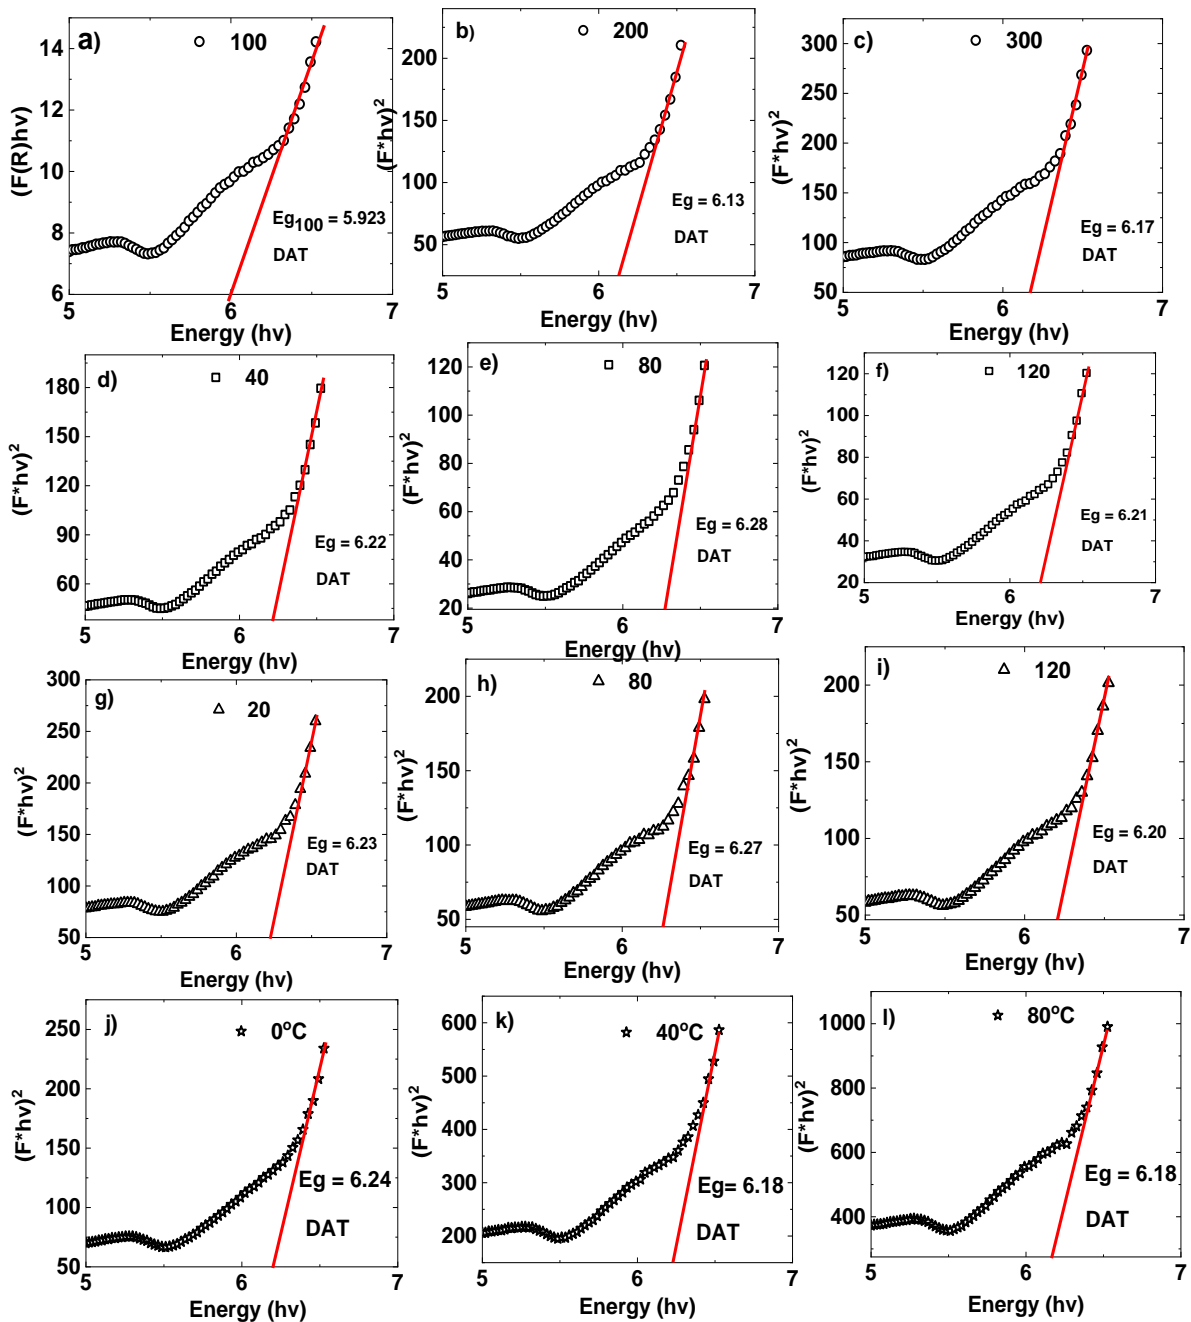 a)
100
14
12
10
8
6
(F(R)hv)
Eg100 = 5.923
DAT
5 6 7
Energy (hv)
b)
200
200
150
100
50
(F*hv)2
Eg = 6.13
DAT
5 6 7
Energy (hv)
c)
300
300
250
200
150
100
50
(F*hv)2
Eg = 6.17
DAT
5 6 7
Energy (hv)
d)
40
180
150
120
90
60
(F*hv)2
Eg = 6.22
DAT
5 6 7
Energy (hv)
e)
80
120
100
80
60
40
20
(F*hv)2
Eg = 6.28
DAT
5 6 7
Energy (hv)
f)
120
120
100
80
60
40
20
(F*hv)2
Eg = 6.21
DAT
5 6 7
Energy (hv)
g)
20
300
250
200
150
100
50
(F*hv)2
Eg = 6.23
DAT
5 6 7
Energy (hv)
h)
80
200
150
100
50
(F*hv)2
Eg = 6.27
DAT
5 6 7
Energy (hv)
i)
120
200
150
100
50
(F*hv)2
Eg = 6.20
DAT
5 6 7
Energy (hv)
j)
0oC
250
200
150
100
50
(F*hv)2
Eg = 6.24
DAT
5 6 7
Energy (hv)
k)
40oC
600
500
400
300
200
(F*hv)2
Eg= 6.18
DAT
5 6 7
Energy (hv)
l)
80oC
1000
800
600
400
(F*hv)2
Eg = 6.18
DAT
5 6 7
Energy (hv)